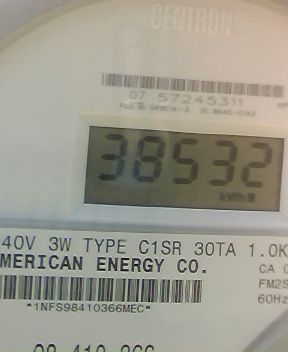 CENTRON®
07 57245311
38532
kWh
40V 3W TYPE C1SR 30TA 1.0K
MERICAN ENERGY CO.
CA
FM2S
60Hz
*1NFS98410366MEC*